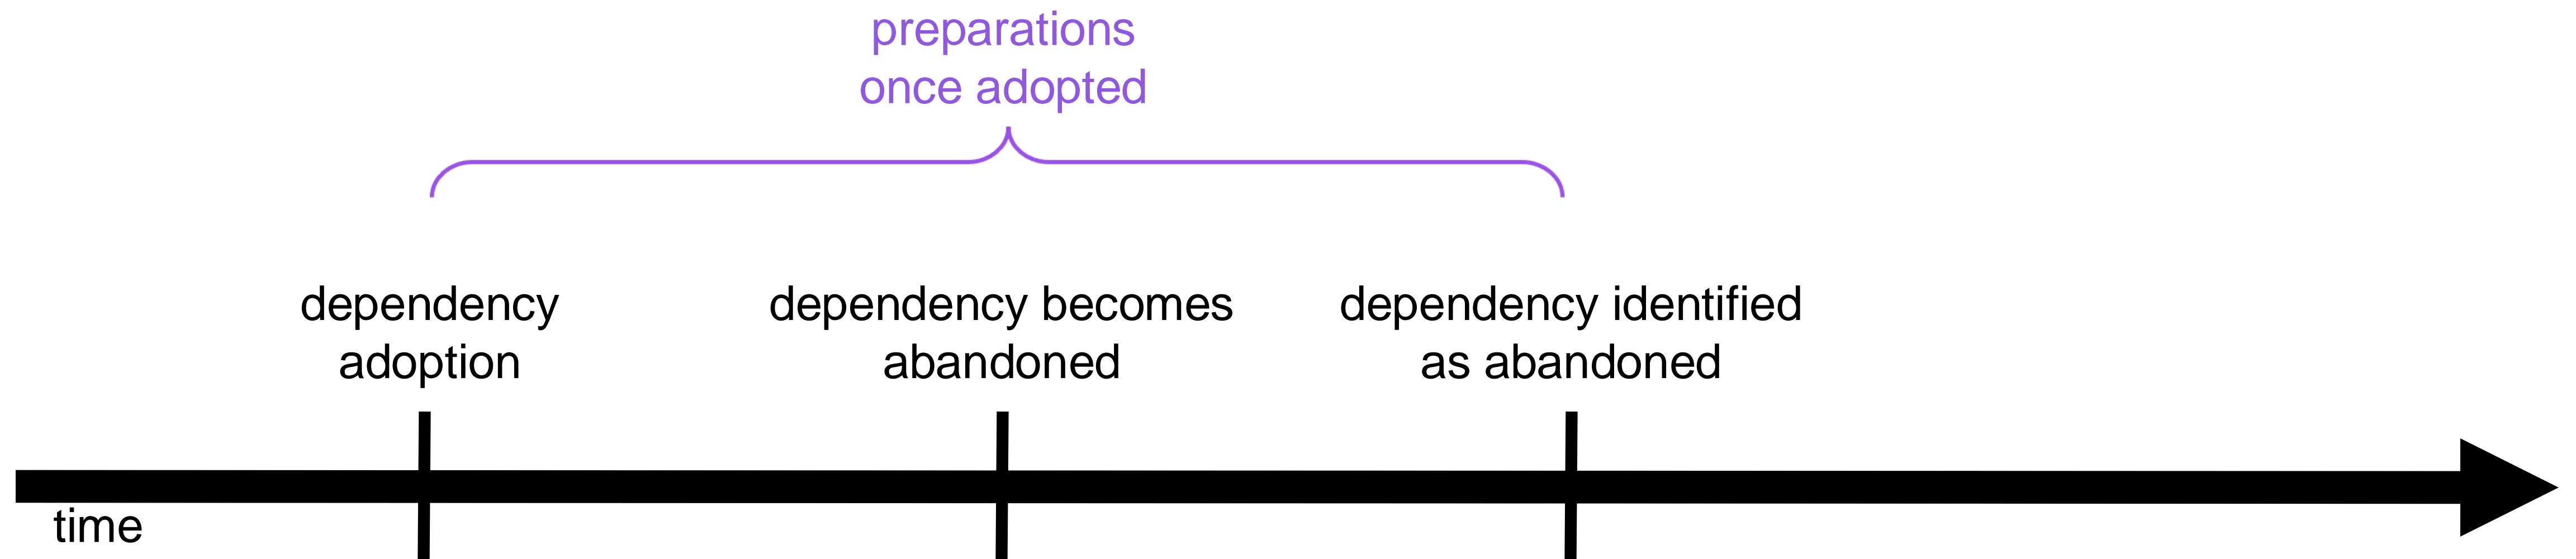 preparations
once adopted
dependency
adoption
dependency becomes
abandoned
dependency identified
as abandoned
time